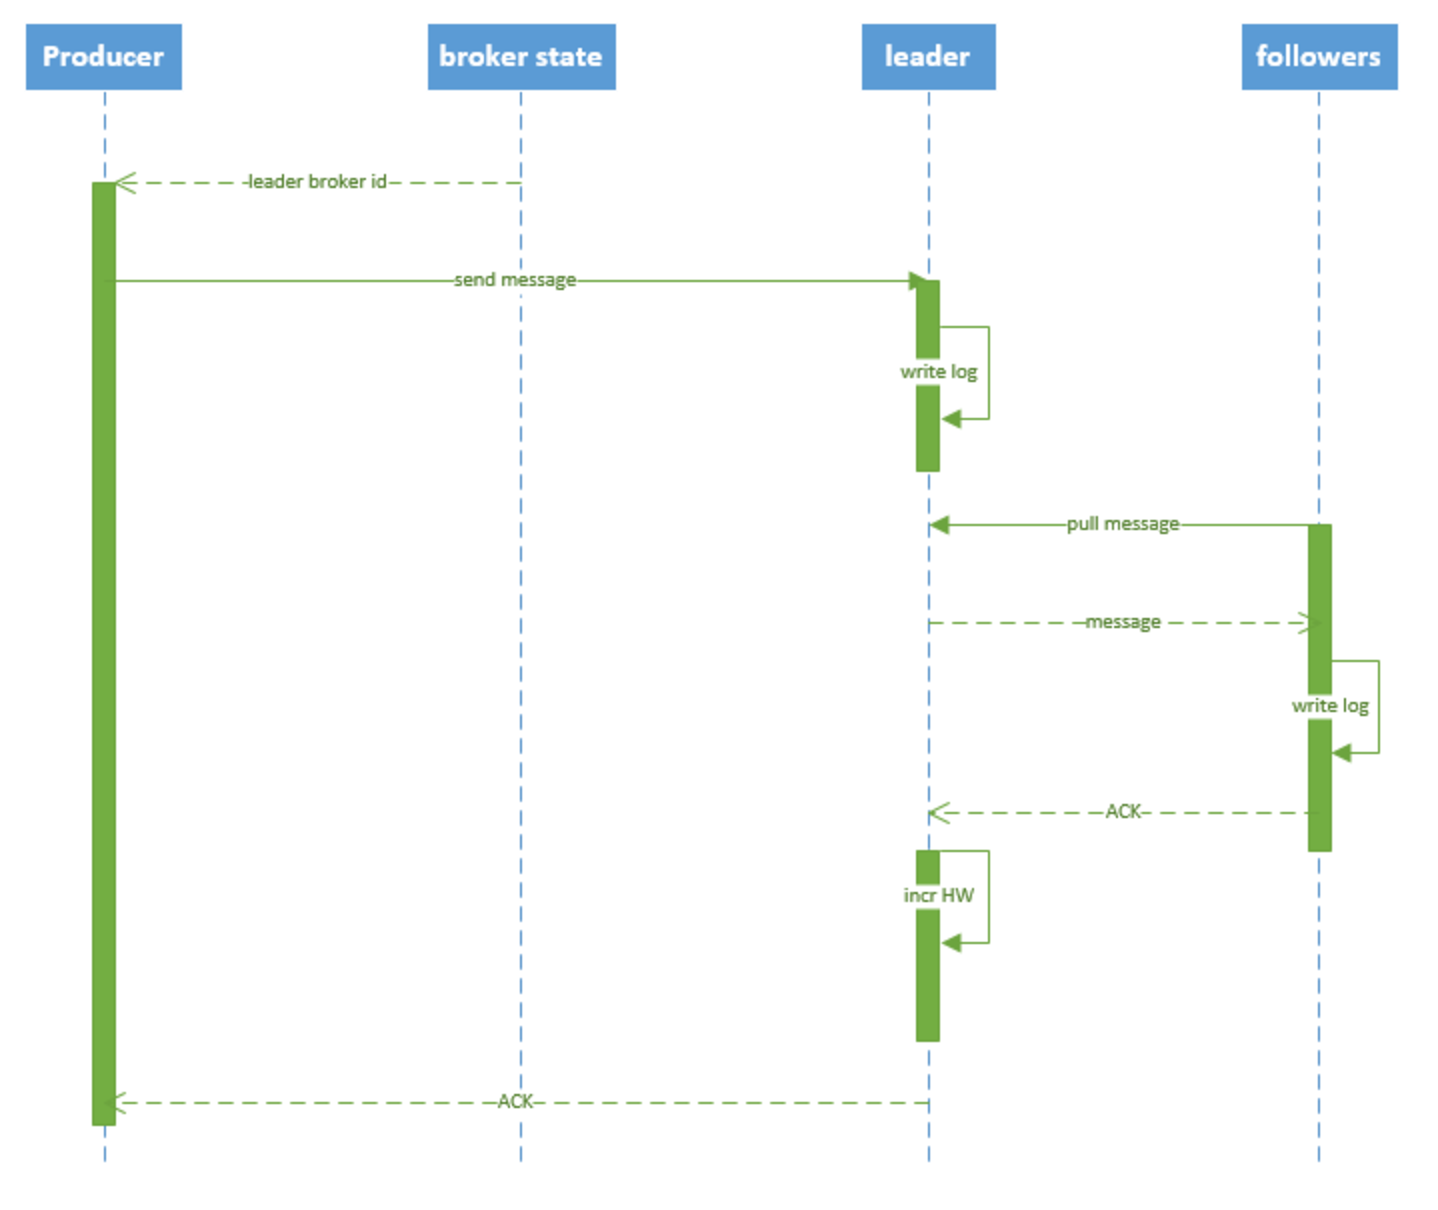 Producer
broker state
leader
followers
leader broker id
send message
write log
pull message
message
write log
ACK
incr HW
ACK